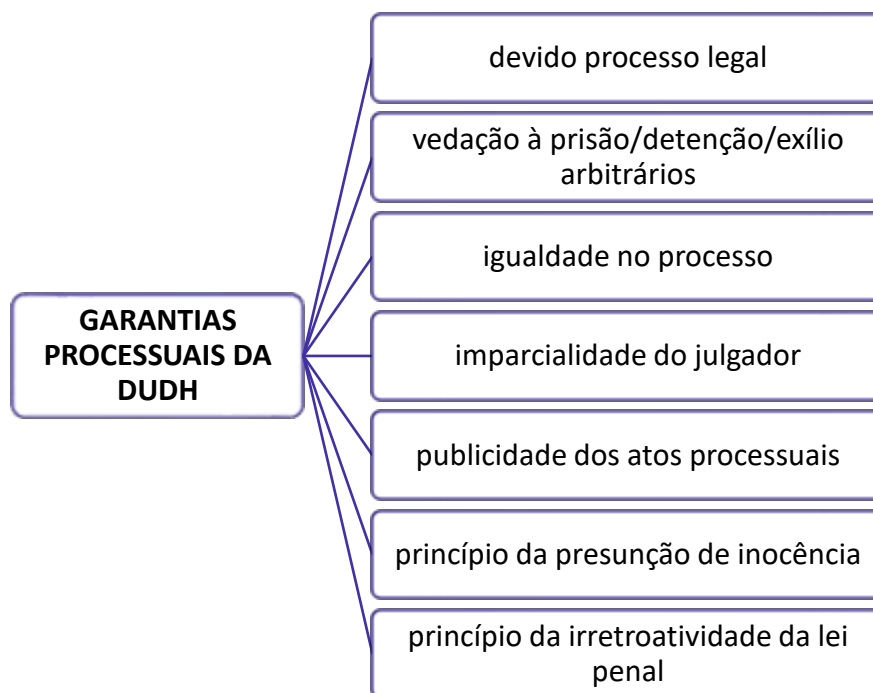 devido processo legal
vedação à prisão/detenção/exílio
arbitrários
igualdade no processo
GARANTIAS
PROCESSUAIS DA
DUDH
imparcialidade do julgador
publicidade dos atos processuais
princípio da presunção de inocência
princípio da irretroatividade da lei
penal